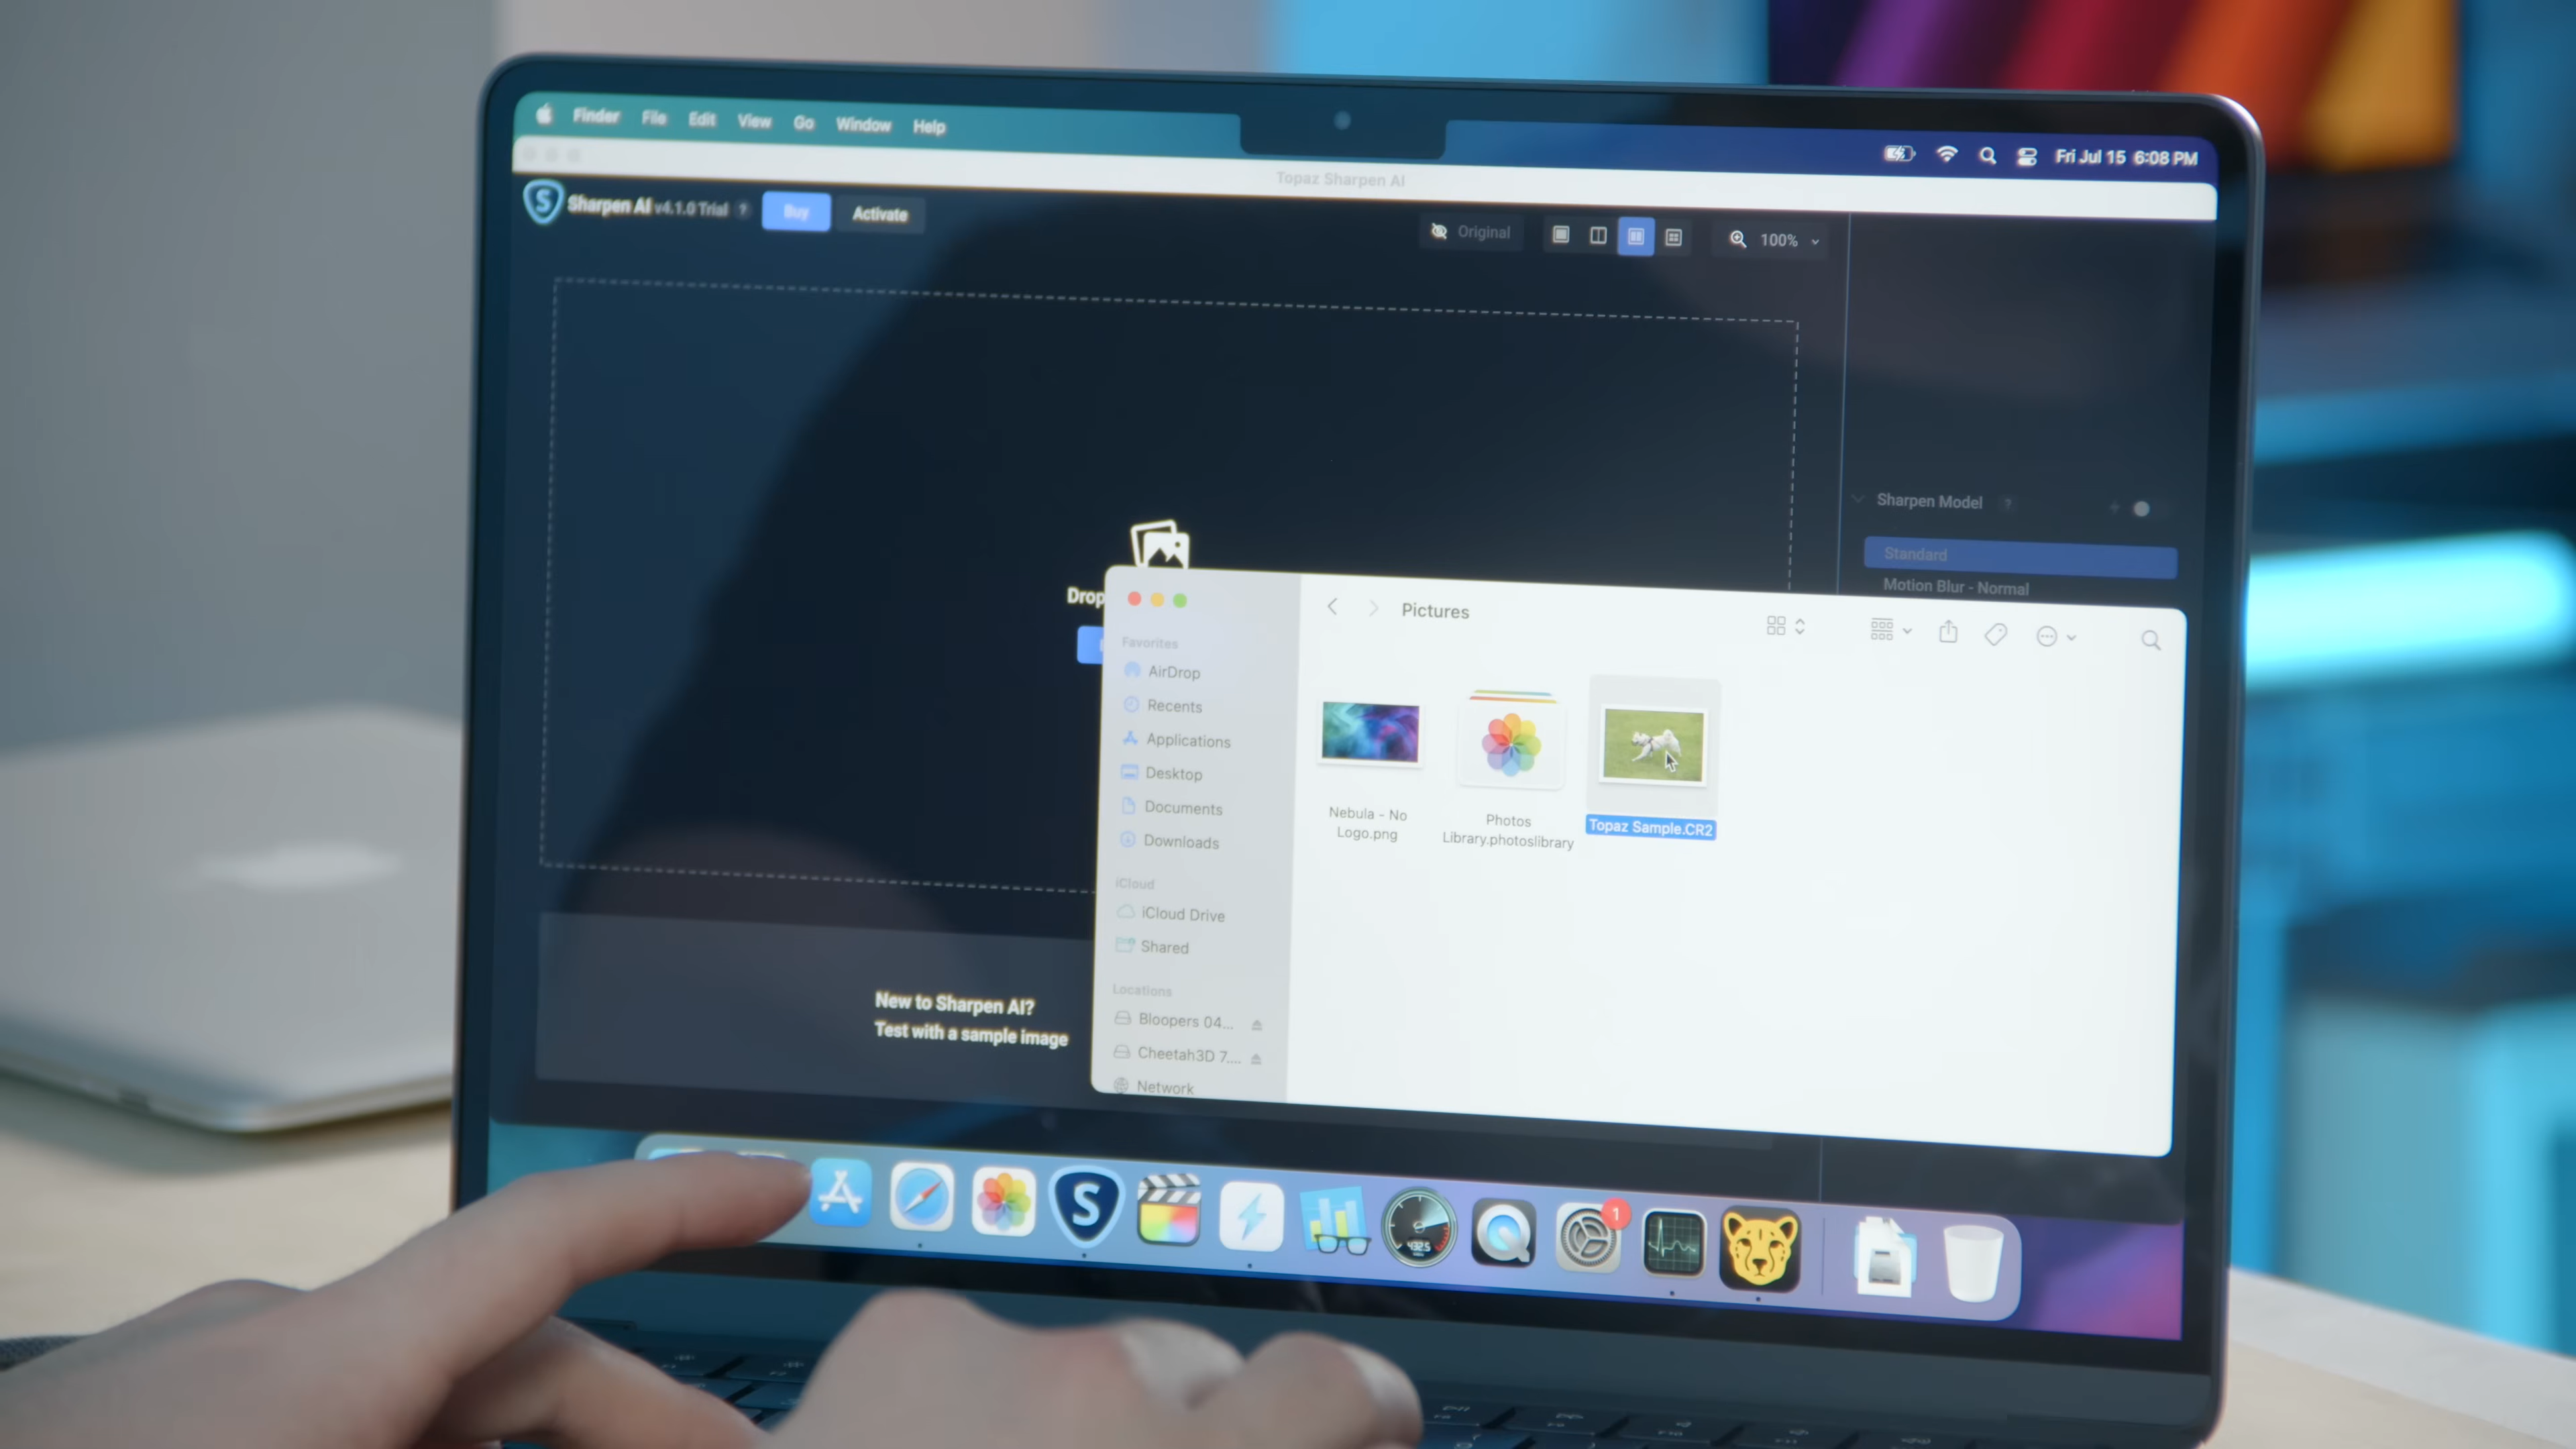 Finder File Edit View Go Window Help
Fri Jul 15 6:08 PM
Topaz Sharpen AI
Sharpen AI v4.1.0 Trial ?
Buy
Activate
Original
100%
Sharpen Model ?
Standard
Motion Blur - Normal
Drop
Pictures
Favorites
AirDrop
Recents
Applications
Desktop
Documents
Downloads
iCloud
iCloud Drive
Shared
Locations
Bloopers 04...
Cheetah3D 7....
Network
Nebula - No
Logo.png
Photos
Library.photoslibrary
Topaz Sample.CR2
New to Sharpen AI?
Test with a sample image
S
1